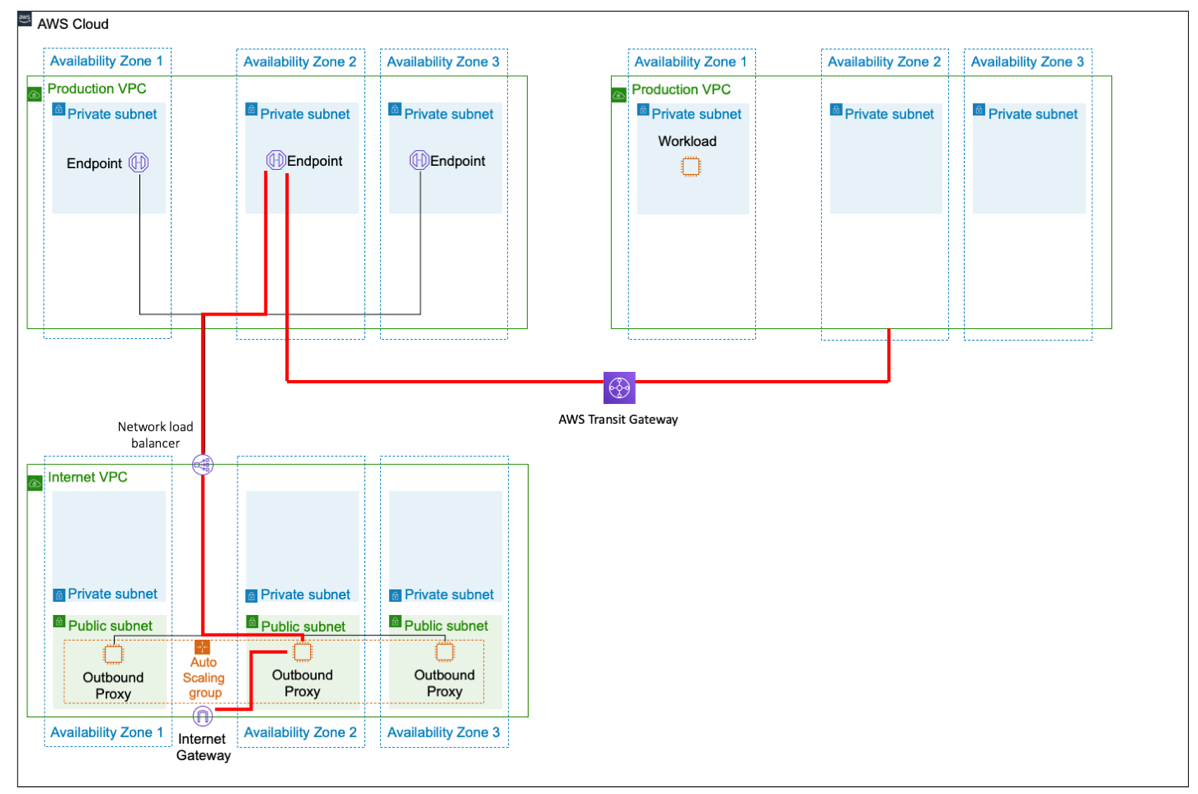 aws
AWS Cloud
Availability Zone 1
Availability Zone 2
Availability Zone 3
Production VPC
Private subnet
Private subnet
Private subnet
Endpoint
Endpoint
Endpoint
Availability Zone 1
Availability Zone 2
Availability Zone 3
Production VPC
Private subnet
Private subnet
Private subnet
Workload
AWS Transit Gateway
Network load
balancer
Internet VPC
Private subnet
Private subnet
Private subnet
Public subnet
Public subnet
Public subnet
Outbound
Proxy
Auto
Scaling
group
Outbound
Proxy
Outbound
Proxy
Availability Zone 1
Internet
Gateway
Availability Zone 2
Availability Zone 3